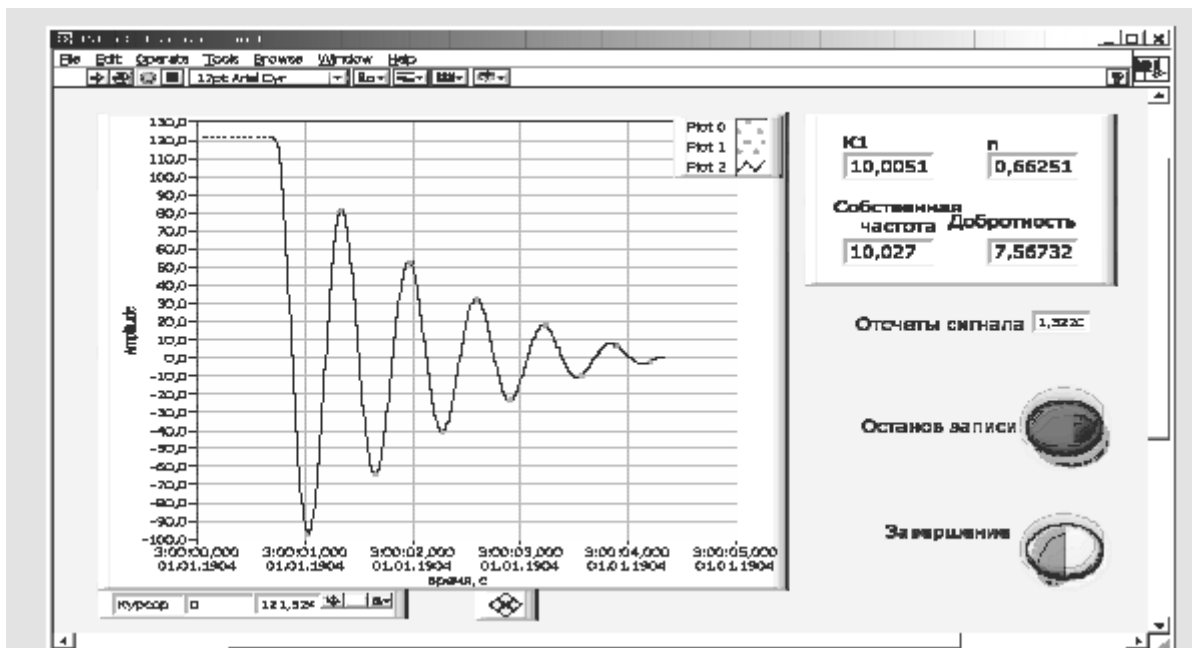 File Edit Operate Tools Browse Window Help
12pt Arial Cyr
130,0
120,0
110,0
100,0
90,0
80,0
70,0
60,0
50,0
40,0
30,0
20,0
10,0
0,0
-10,0
-20,0
-30,0
-40,0
-50,0
-60,0
-70,0
-80,0
-90,0
-100,0
Amplitude
3:00:00,000 3:00:01,000 3:00:02,000 3:00:03,000 3:00:04,000 3:00:05,000
01.01.1904 01.01.1904 01.01.1904 01.01.1904 01.01.1904 01.01.1904
время, с
Plot 0
Plot 1
Plot 2
курсор 0
K1 n
10,0051 0,66251
Собственная
частота Добротность
10,027 7,56732
Отсчеты сигнала
Останов записи
Завершение